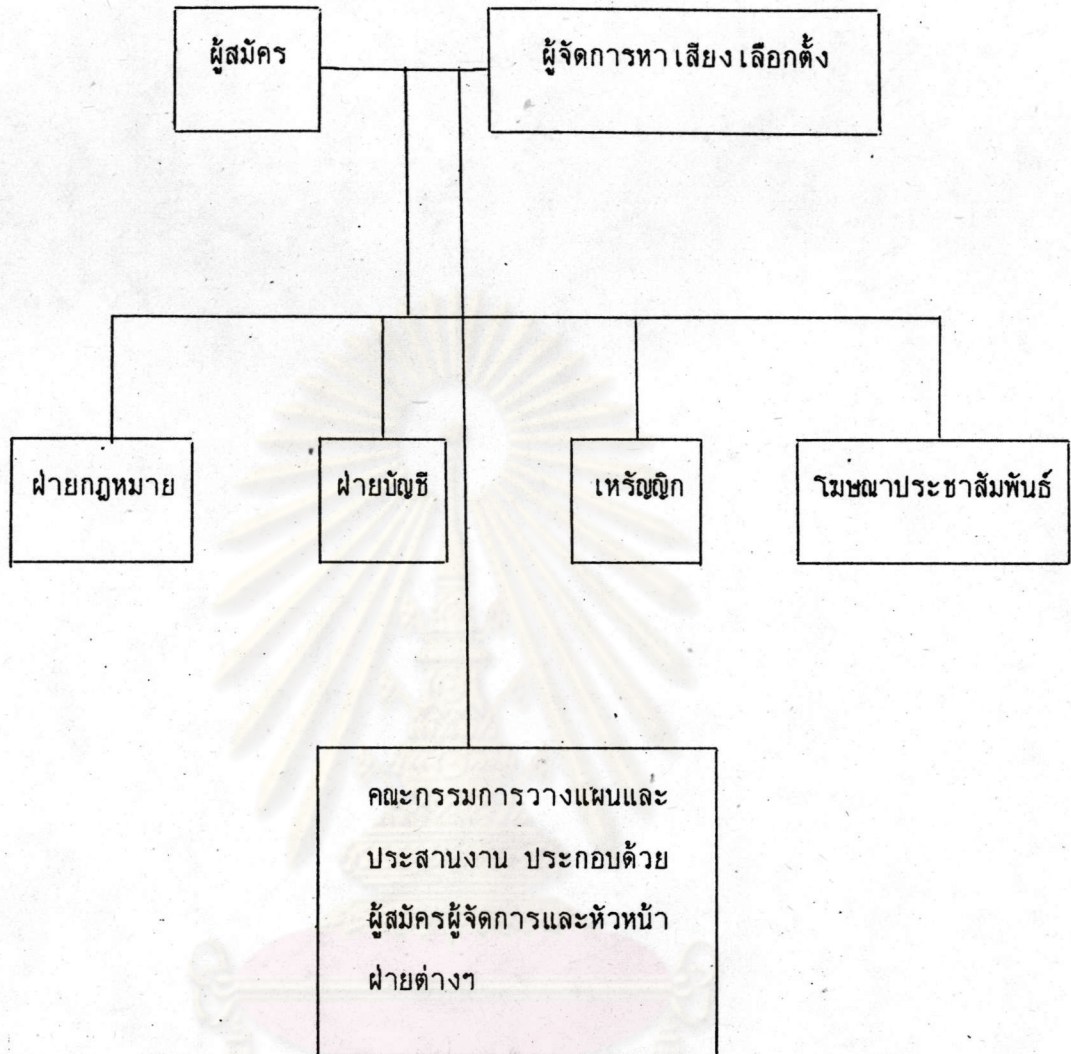 ผู้สมัคร
ผู้จัดการหาเสียงเลือกตั้ง
ฝ่ายกฎหมาย
ฝ่ายบัญชี
เหรัญญิก
โฆษณาประชาสัมพันธ์
คณะกรรมการวางแผนและ
ประสานงาน ประกอบด้วย
ผู้สมัครผู้จัดการและหัวหน้า
ฝ่ายต่างๆ